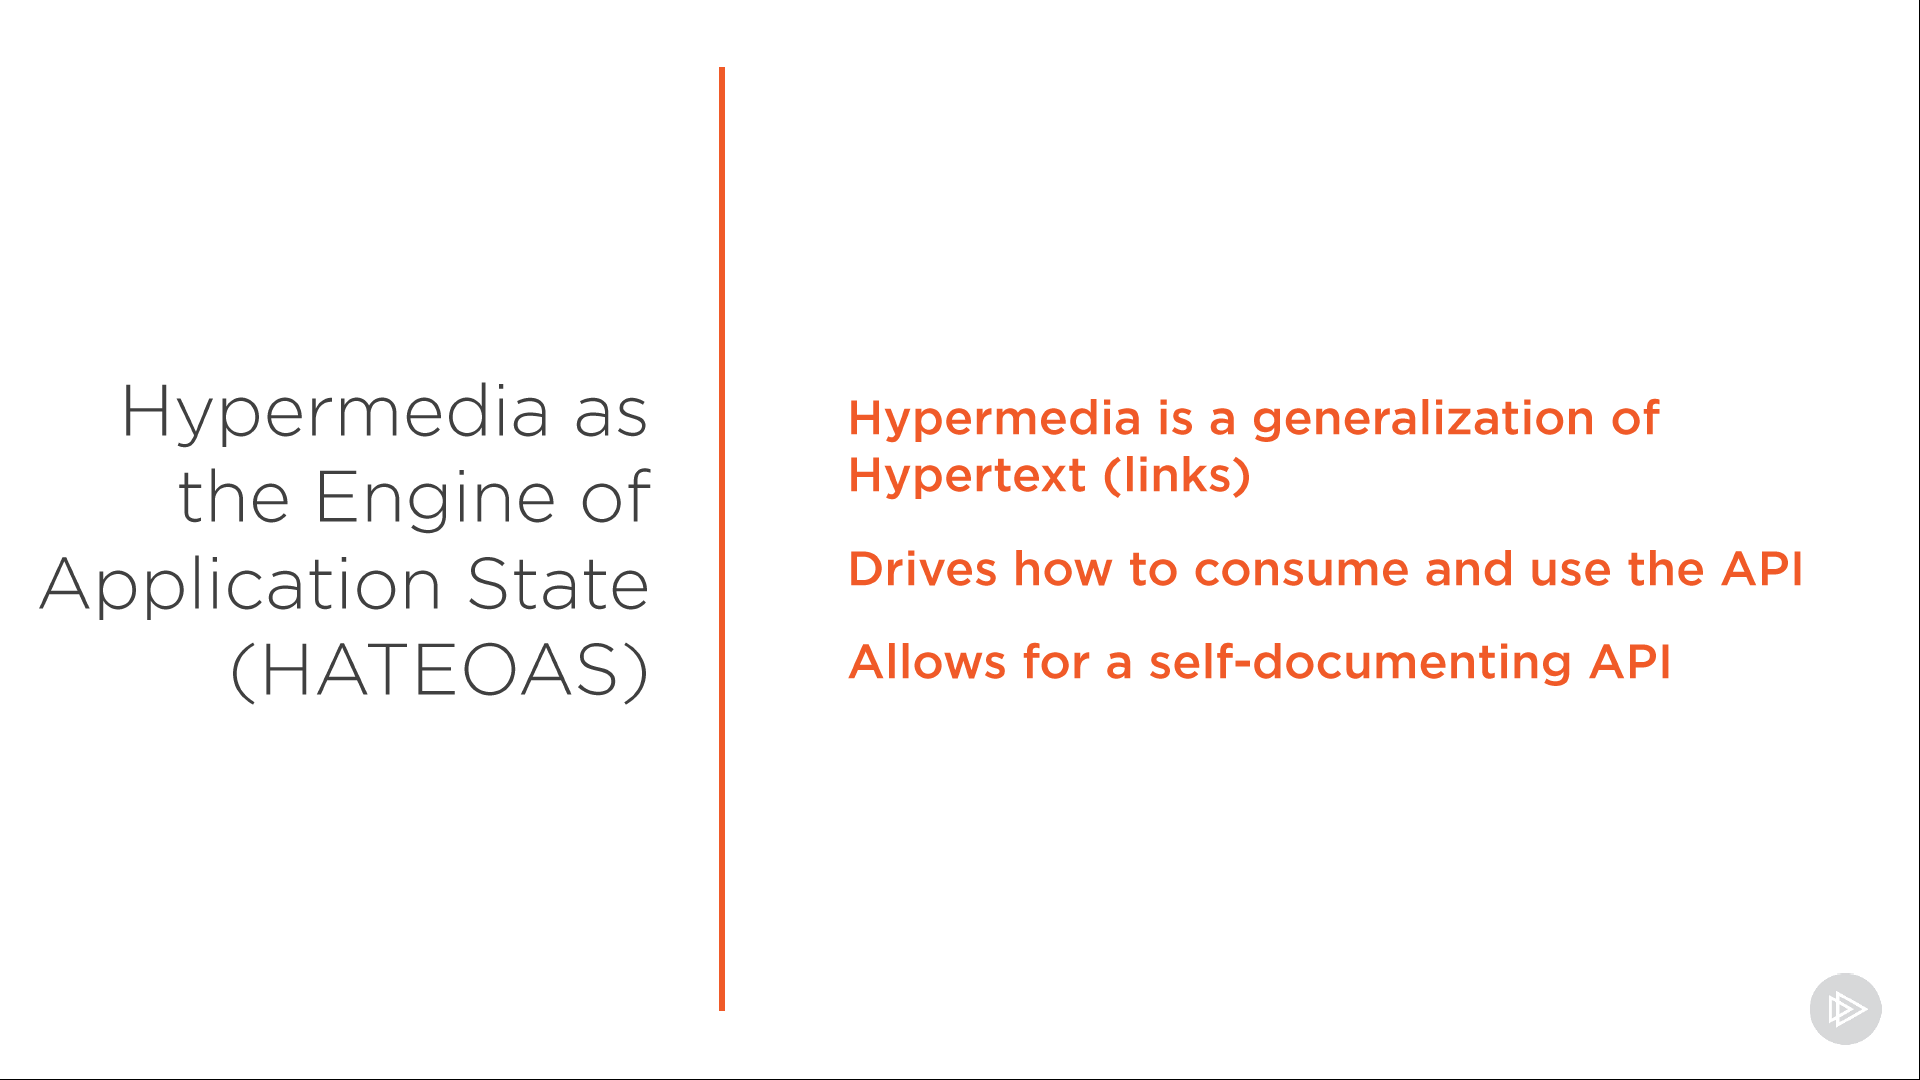 Hypermedia as
the Engine of
Application State
(HATEOAS)
Hypermedia is a generalization of
Hypertext (links)
Drives how to consume and use the API
Allows for a self-documenting API